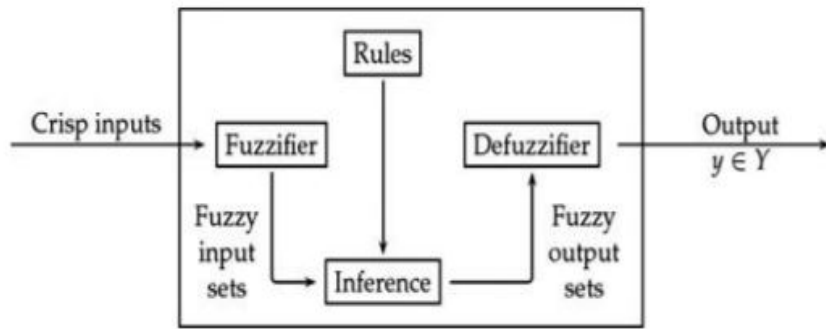 Rules
Crisp inputs
Fuzzifier
Defuzzifier
Output
y ∈ Y
Fuzzy
input
sets
Fuzzy
output
sets
Inference